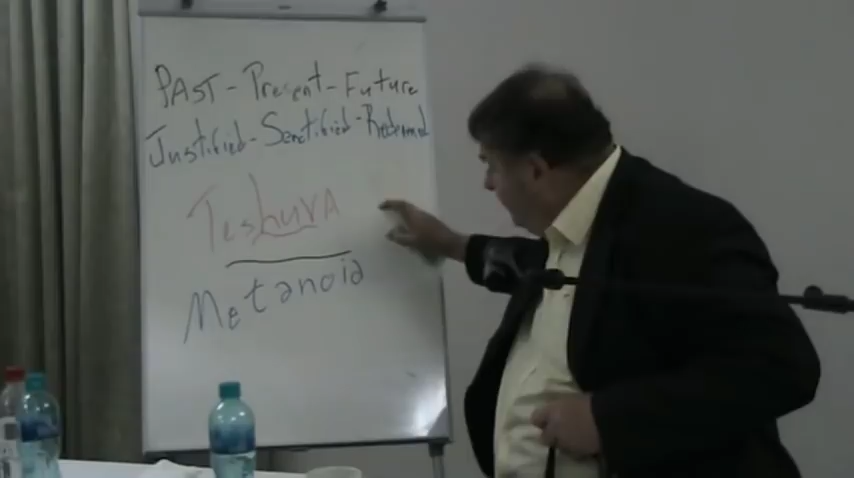 PAST - Present - Future
Justified - Sanctified - Redeemed
TeshuvA
Metanoia